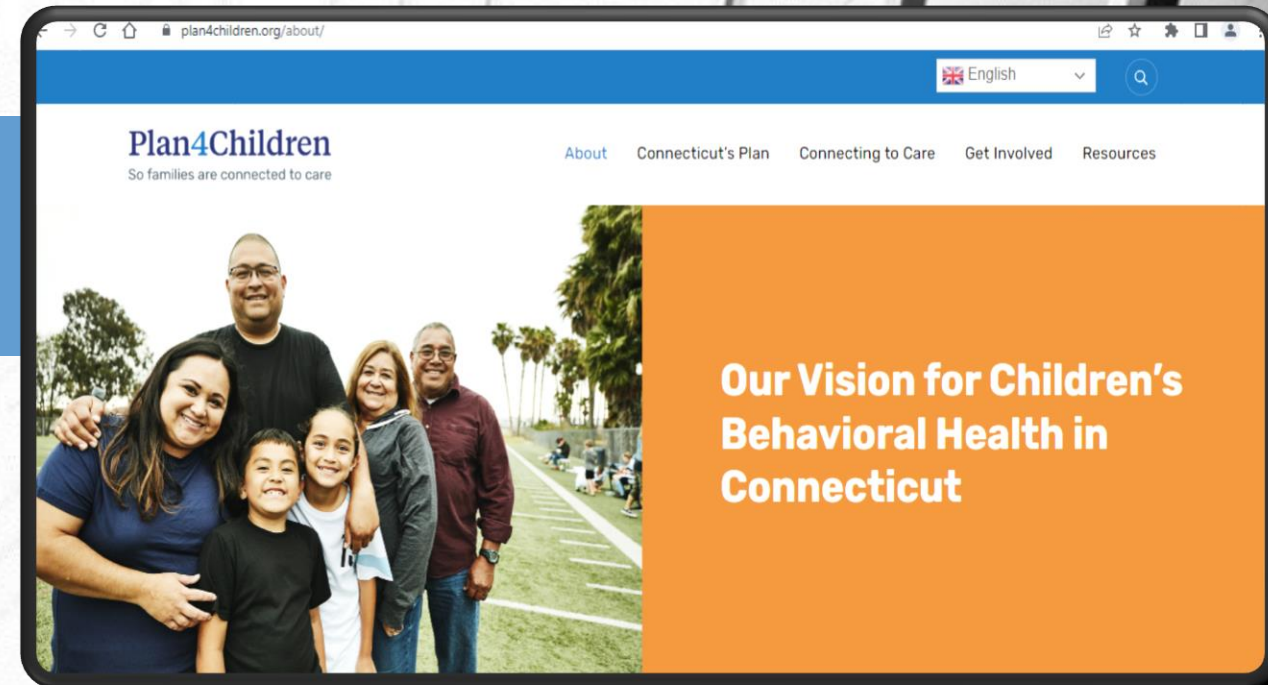 plan4children.org/about/
English
Plan4Children
So families are connected to care
About Connecticut's Plan Connecting to Care Get Involved Resources
Our Vision for Children's
Behavioral Health in
Connecticut